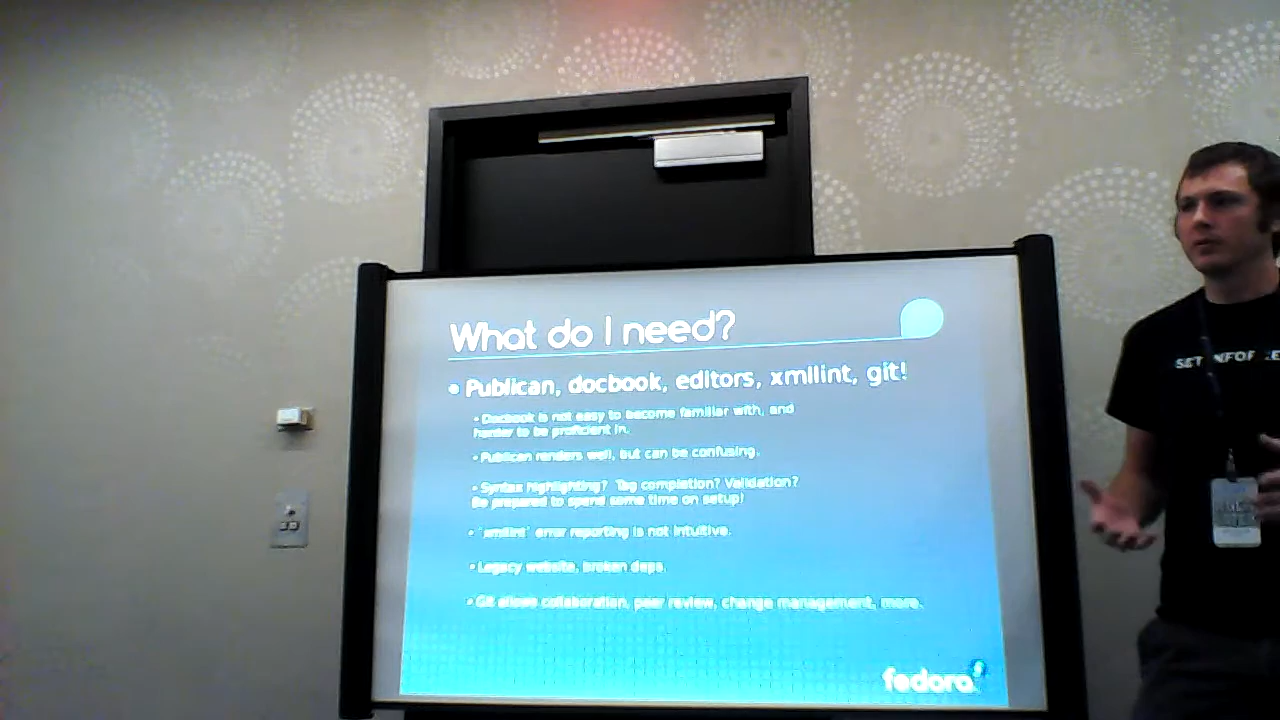 What do I need?
• Publican, docbook, editors, xmllint, git!
• Docbook is not easy to become familiar with, and
harder to be proficient in.
• Publican renders well, but can be confusing.
• Syntax highlighting? Tag completion? Validation?
Be prepared to spend some time on setup!
• `xmllint` error reporting is not intuitive.
• Legacy website, broken deps.
• Git allows collaboration, peer review, change management, more.
fedora